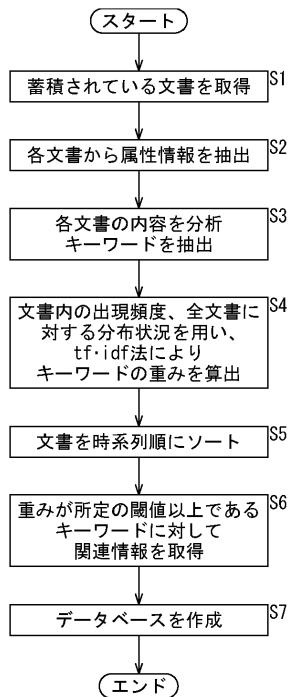 スタート
蓄積されている文書を取得 S1
各文書から属性情報を抽出 S2
各文書の内容を分析 S3
キーワードを抽出
文書内の出現頻度、全文書に S4
対する分布状況を用い、
tf・idf法により
キーワードの重みを算出
文書を時系列順にソート S5
重みが所定の閾値以上である S6
キーワードに対して
関連情報を取得
データベースを作成 S7
エンド